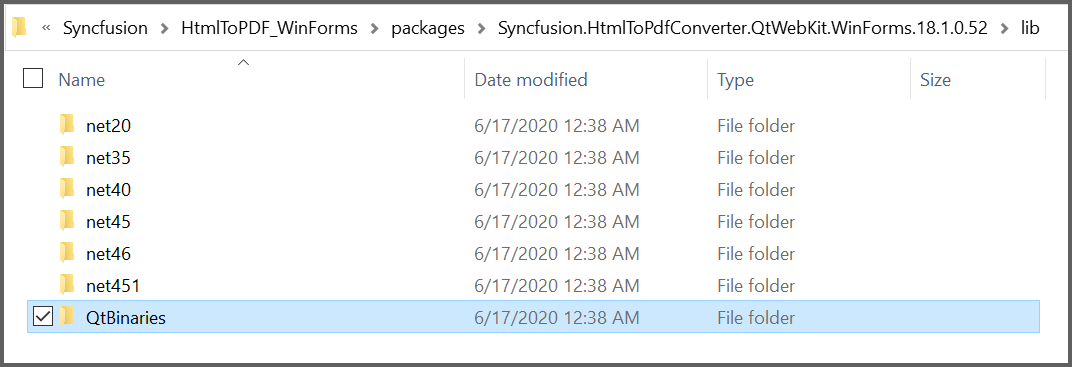 « Syncfusion > HtmlToPDF_WinForms > packages > Syncfusion.HtmlToPdfConverter.QtWebKit.WinForms.18.1.0.52 > lib
Name Date modified Type Size
net20 6/17/2020 12:38 AM File folder
net35 6/17/2020 12:38 AM File folder
net40 6/17/2020 12:38 AM File folder
net45 6/17/2020 12:38 AM File folder
net46 6/17/2020 12:38 AM File folder
net451 6/17/2020 12:38 AM File folder
QtBinaries 6/17/2020 12:38 AM File folder